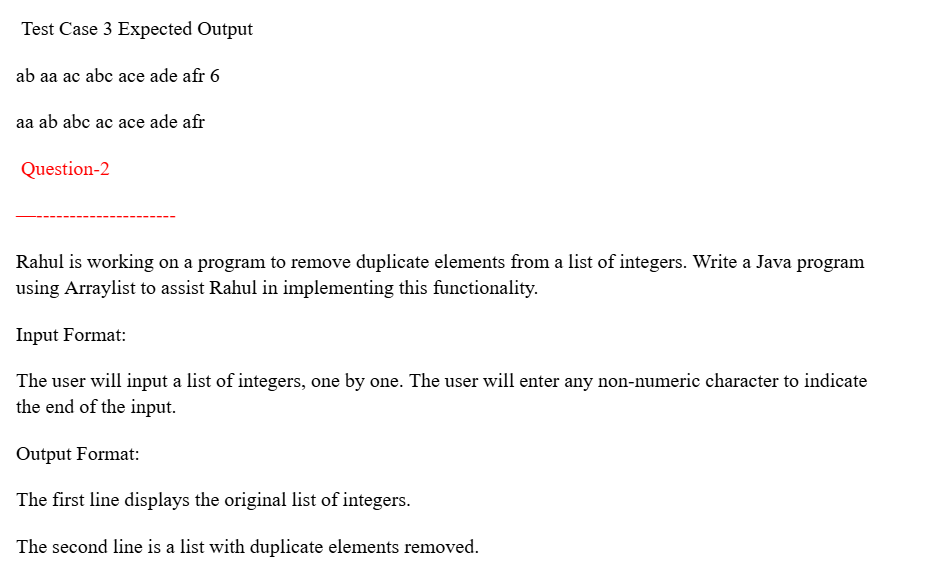 Test Case 3 Expected Output
ab aa ac abc ace ade afr 6
aa ab abc ac ace ade afr
Question-2
—---------------------
Rahul is working on a program to remove duplicate elements from a list of integers. Write a Java program
using Arraylist to assist Rahul in implementing this functionality.
Input Format:
The user will input a list of integers, one by one. The user will enter any non-numeric character to indicate
the end of the input.
Output Format:
The first line displays the original list of integers.
The second line is a list with duplicate elements removed.